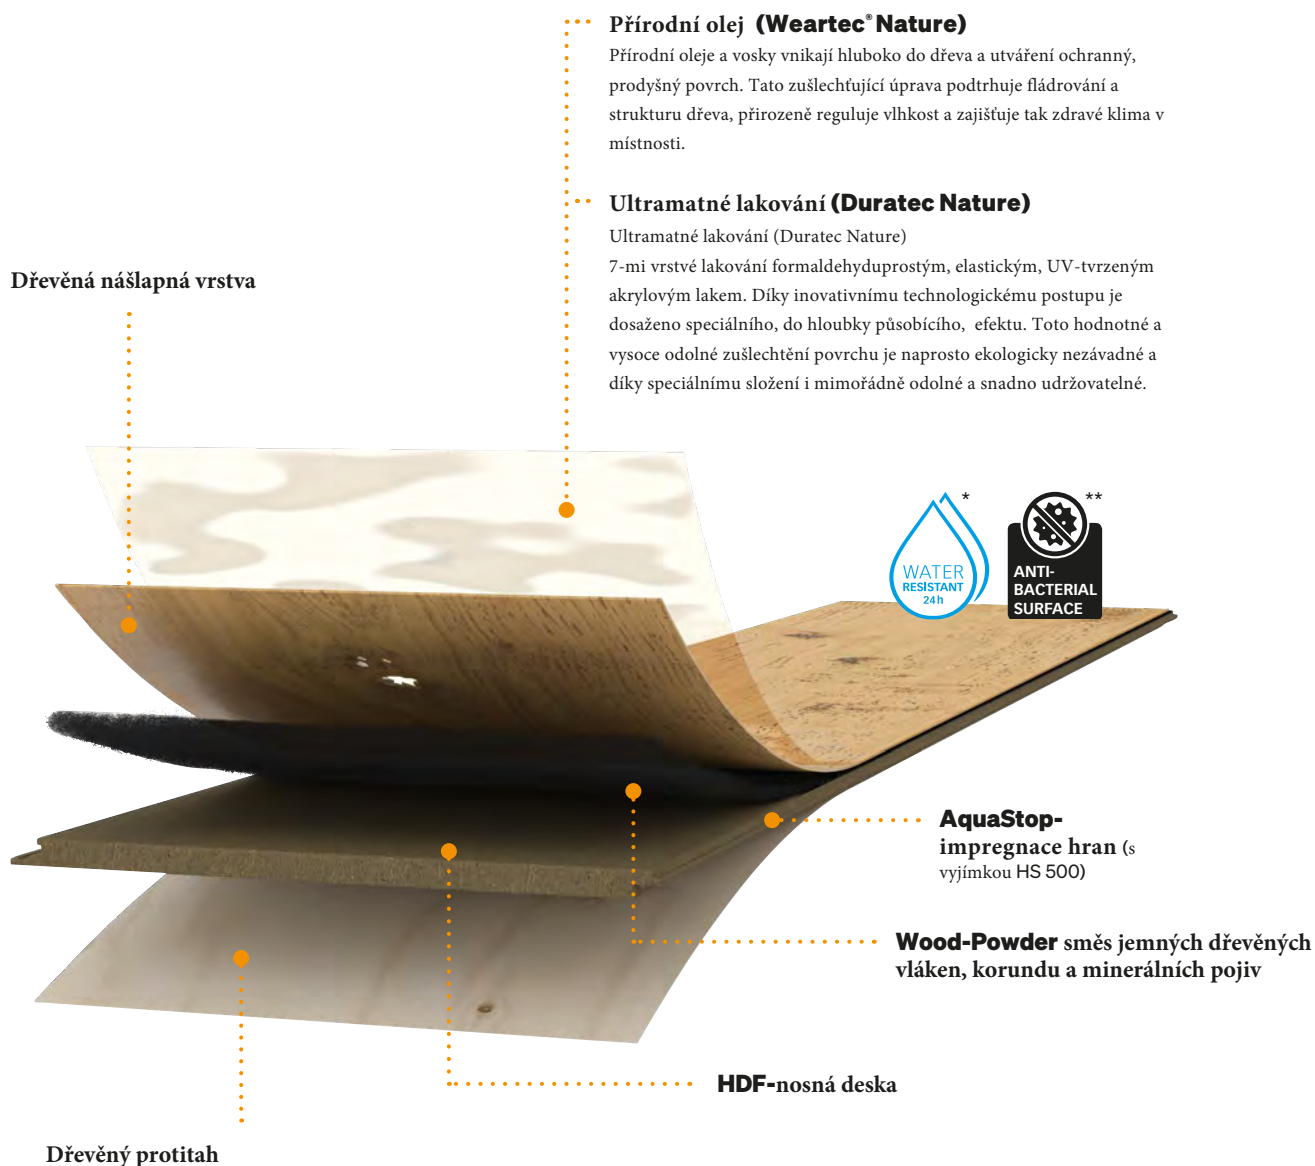 Přírodní olej (Weartec® Nature)
Přírodní oleje a vosky vnikají hluboko do dřeva a utváření ochranný,
prodyšný povrch. Tato zušlechťující úprava podtrhuje fládrování a
strukturu dřeva, přirozeně reguluje vlhkost a zajišťuje tak zdravé klima v
místnosti.
Ultramatné lakování (Duratec Nature)
Ultramatné lakování (Duratec Nature)
7-mi vrstvé lakování formaldehyduprostým, elastickým, UV-tvrzeným
akrylovým lakem. Díky inovativnímu technologickému postupu je
dosaženo speciálního, do hloubky působícího, efektu. Toto hodnotné a
vysoce odolné zušlechtění povrchu je naprosto ekologicky nezávadné a
díky speciálnímu složení i mimořádně odolné a snadno udržovatelné.
Dřevěná nášlapná vrstva
*
WATER
RESISTANT
24h
**
ANTI-
BACTERIAL
SURFACE
AquaStop-
impregnace hran (s
vyjímkou HS 500)
Wood-Powder směs jemných dřevěných
vláken, korundu a minerálních pojiv
HDF-nosná deska
Dřevěný protitah